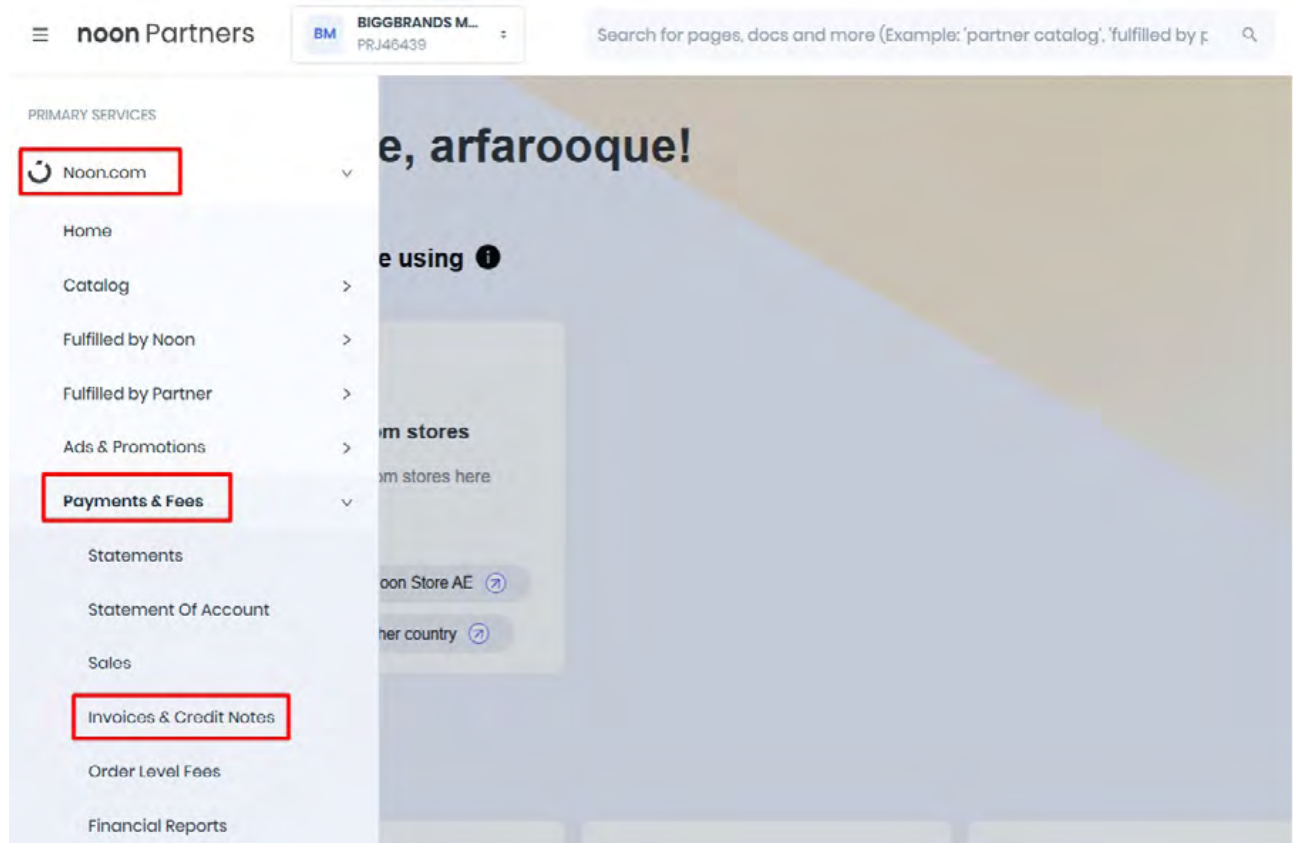 noon Partners
BM
BIGGBRANDS M...
PRJ46439
Search for pages, docs and more (Example: 'partner catalog', 'fulfilled by p
PRIMARY SERVICES
Noon.com
Home
Catalog
Fulfilled by Noon
Fulfilled by Partner
Ads & Promotions
Payments & Fees
Statements
Statement Of Account
Sales
Invoices & Credit Notes
Order Level Fees
Financial Reports
e, arfarooque!
e using
om stores
om stores here
oon Store AE
her country